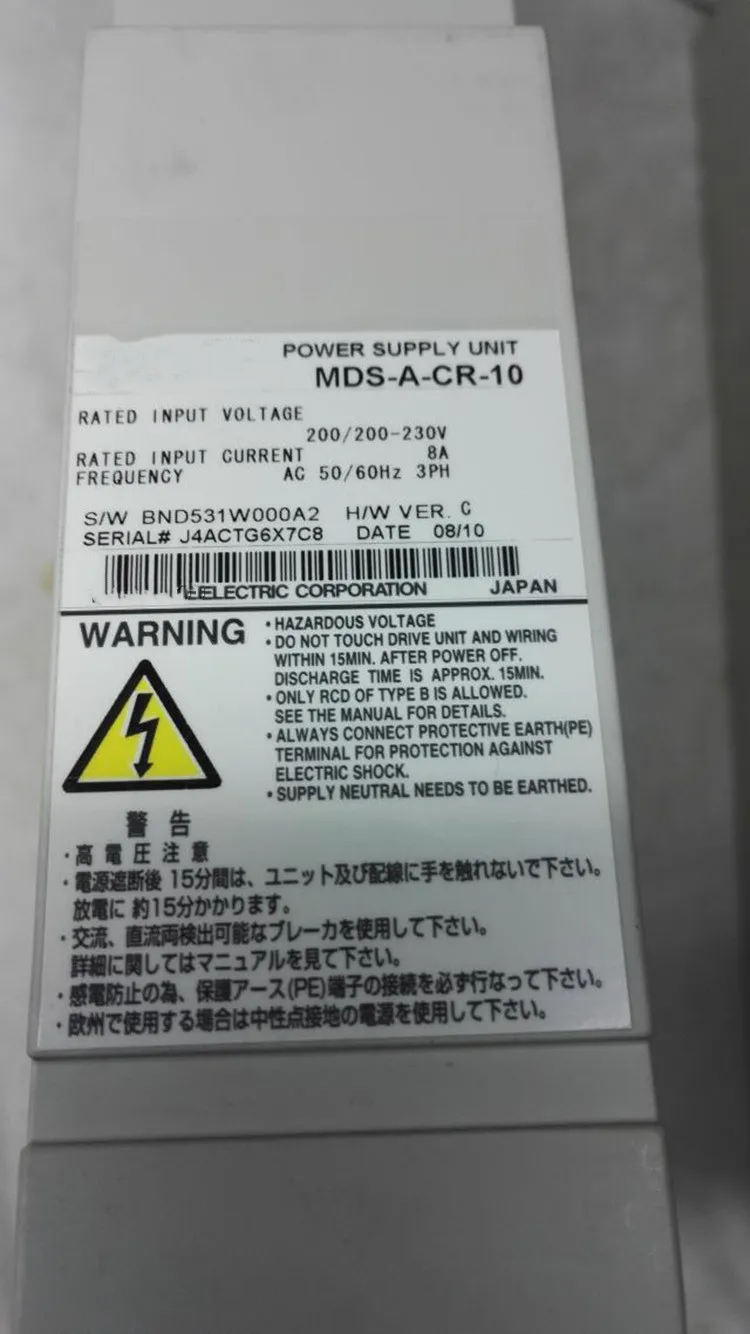 POWER SUPPLY UNIT
MDS-A-CR-10
RATED INPUT VOLTAGE
200/200-230V
RATED INPUT CURRENT 8A
FREQUENCY AC 50/60Hz 3PH
S/W BND531W000A2 H/W VER. C
SERIAL# J4ACTG6X7C8 DATE 08/10
ELECTRIC CORPORATION JAPAN
WARNING
・HAZARDOUS VOLTAGE
・DO NOT TOUCH DRIVE UNIT AND WIRING
WITHIN 15MIN. AFTER POWER OFF.
DISCHARGE TIME IS APPROX. 15MIN.
・ONLY RCD OF TYPE B IS ALLOWED.
SEE THE MANUAL FOR DETAILS.
・ALWAYS CONNECT PROTECTIVE EARTH(PE)
TERMINAL FOR PROTECTION AGAINST
ELECTRIC SHOCK.
・SUPPLY NEUTRAL NEEDS TO BE EARTHED.
警告
・高電圧注意
・電源遮断後 15分間は、ユニット及び配線に手を触れないで下さい。
放電に 約15分かかります。
・交流、直流両検出可能なブレーカを使用して下さい。
詳細に関してはマニュアルを見て下さい。
・感電防止の為、保護アース(PE)端子の接続を必ず行なって下さい。
・欧州で使用する場合は中性点接地の電源を使用して下さい。